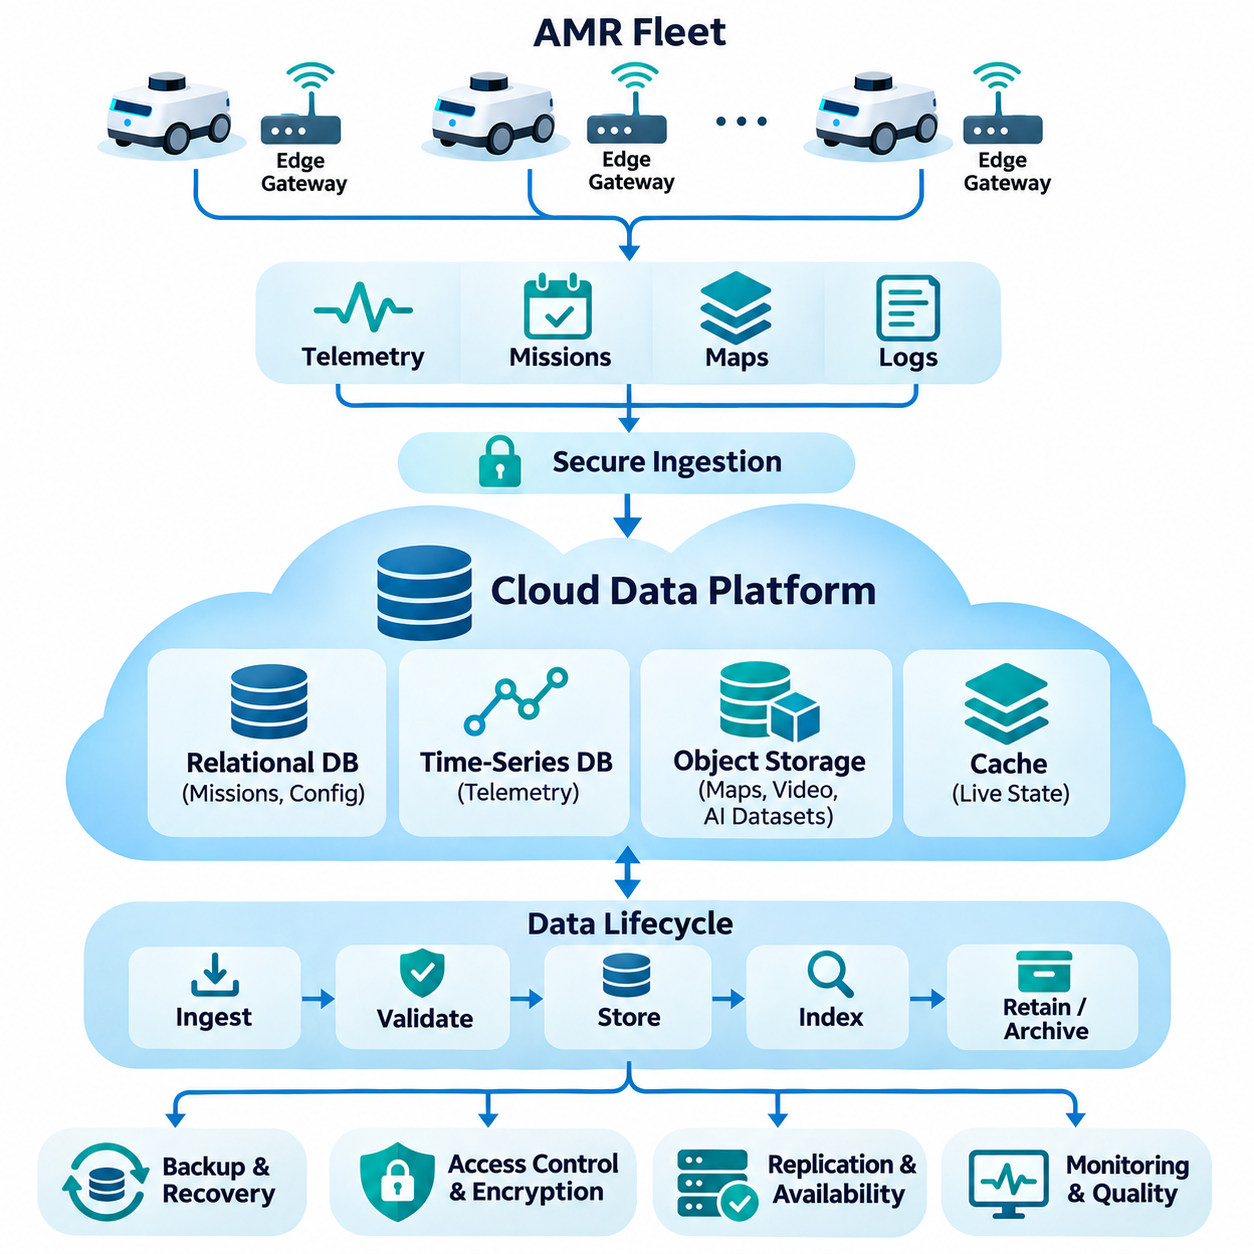 AMR Fleet
Edge
Gateway
Edge
Gateway
Edge
Gateway
Telemetry
Missions
Maps
Logs
Secure Ingestion
Cloud Data Platform
Relational DB
(Missions, Config)
Time-Series DB
(Telemetry)
Object Storage
(Maps, Video,
AI Datasets)
Cache
(Live State)
Data Lifecycle
Ingest
Validate
Store
Index
Retain /
Archive
Backup &
Recovery
Access Control
& Encryption
Replication &
Availability
Monitoring
& Quality